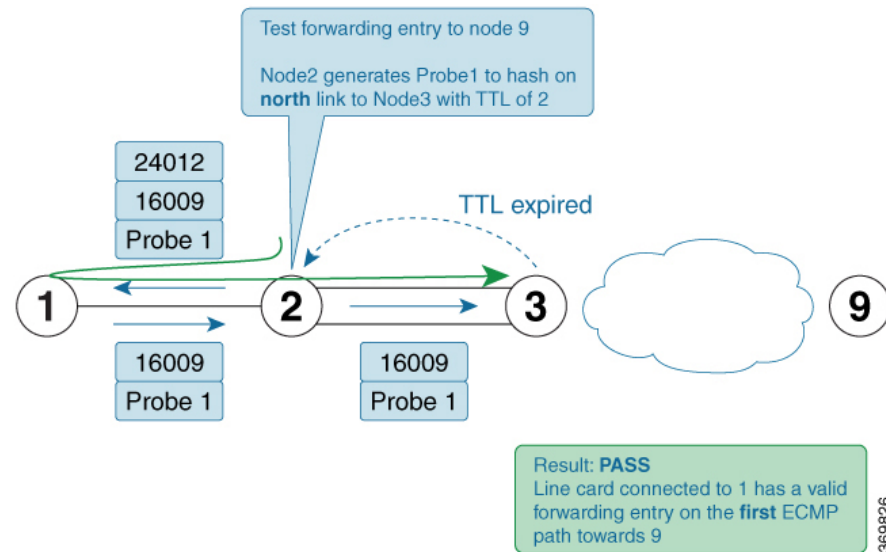 Test forwarding entry to node 9
Node2 generates Probe1 to hash on
north link to Node3 with TTL of 2
24012
16009
Probe 1
TTL expired
1
2
3
9
16009
Probe 1
16009
Probe 1
Result: PASS
Line card connected to 1 has a valid
forwarding entry on the first ECMP
path towards 9
369826